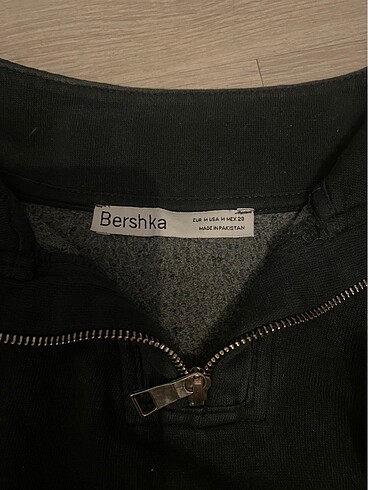 Bershka
EUR M USA M MEX 28
MADE IN PAKISTAN